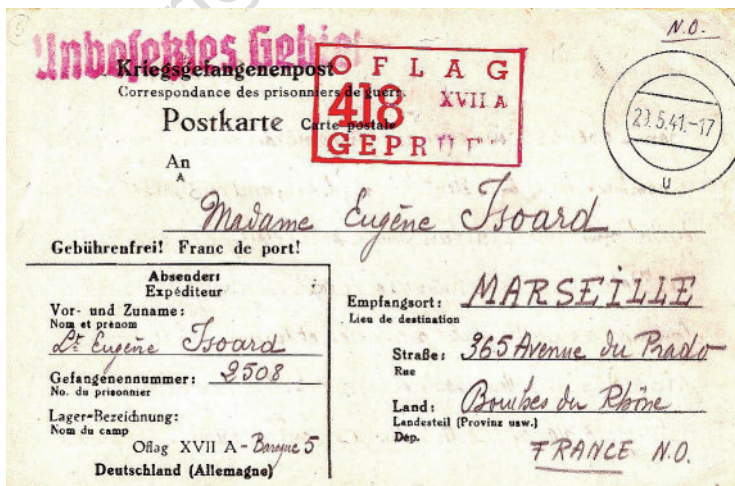 N.O.
Unbesetztes Gebiet
Kriegsgefangenenpost
Correspondance des prisonniers de guerre
OFLAG
418 XVII A
GEPRÜFT
Postkarte Carte postale
29.5.41.-17
u
An
A
Madame Eugène Isoard
Gebührenfrei! Franc de port!
Absender:
Expéditeur
Vor- und Zuname:
Nom et prénom
Lt Eugène Isoard
Gefangenennummer: 2508
No. du prisonnier
Lager-Bezeichnung:
Nom du camp
Oflag XVII A - Baraque 5
Deutschland (Allemagne)
Empfangsort: MARSEILLE
Lieu de destination
Straße: 365 Avenue du Prado
Rue
Land: Bouches du Rhône
Landesteil (Provinz usw.)
Dép.
FRANCE N.O.